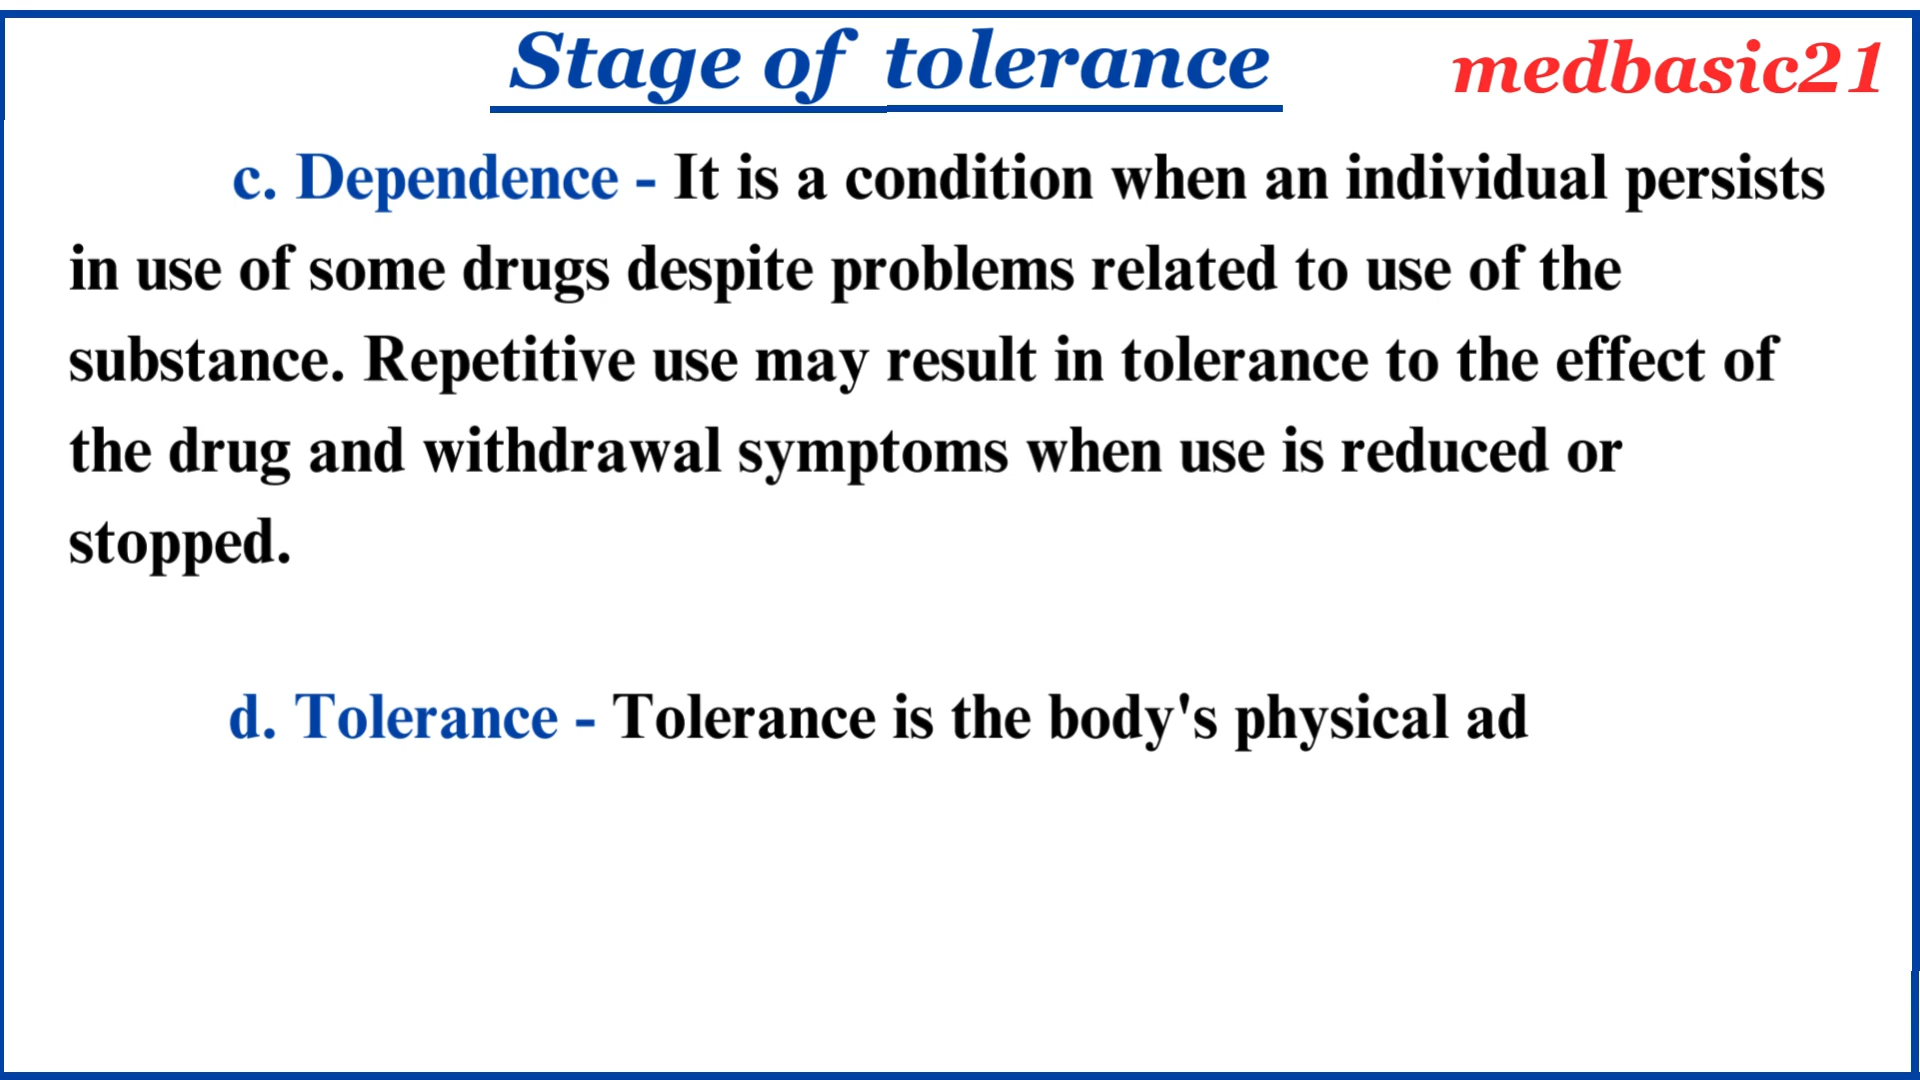 Stage of tolerance
medbasic21
c. Dependence - It is a condition when an individual persists
in use of some drugs despite problems related to use of the
substance. Repetitive use may result in tolerance to the effect of
the drug and withdrawal symptoms when use is reduced or
stopped.
d. Tolerance - Tolerance is the body's physical ad